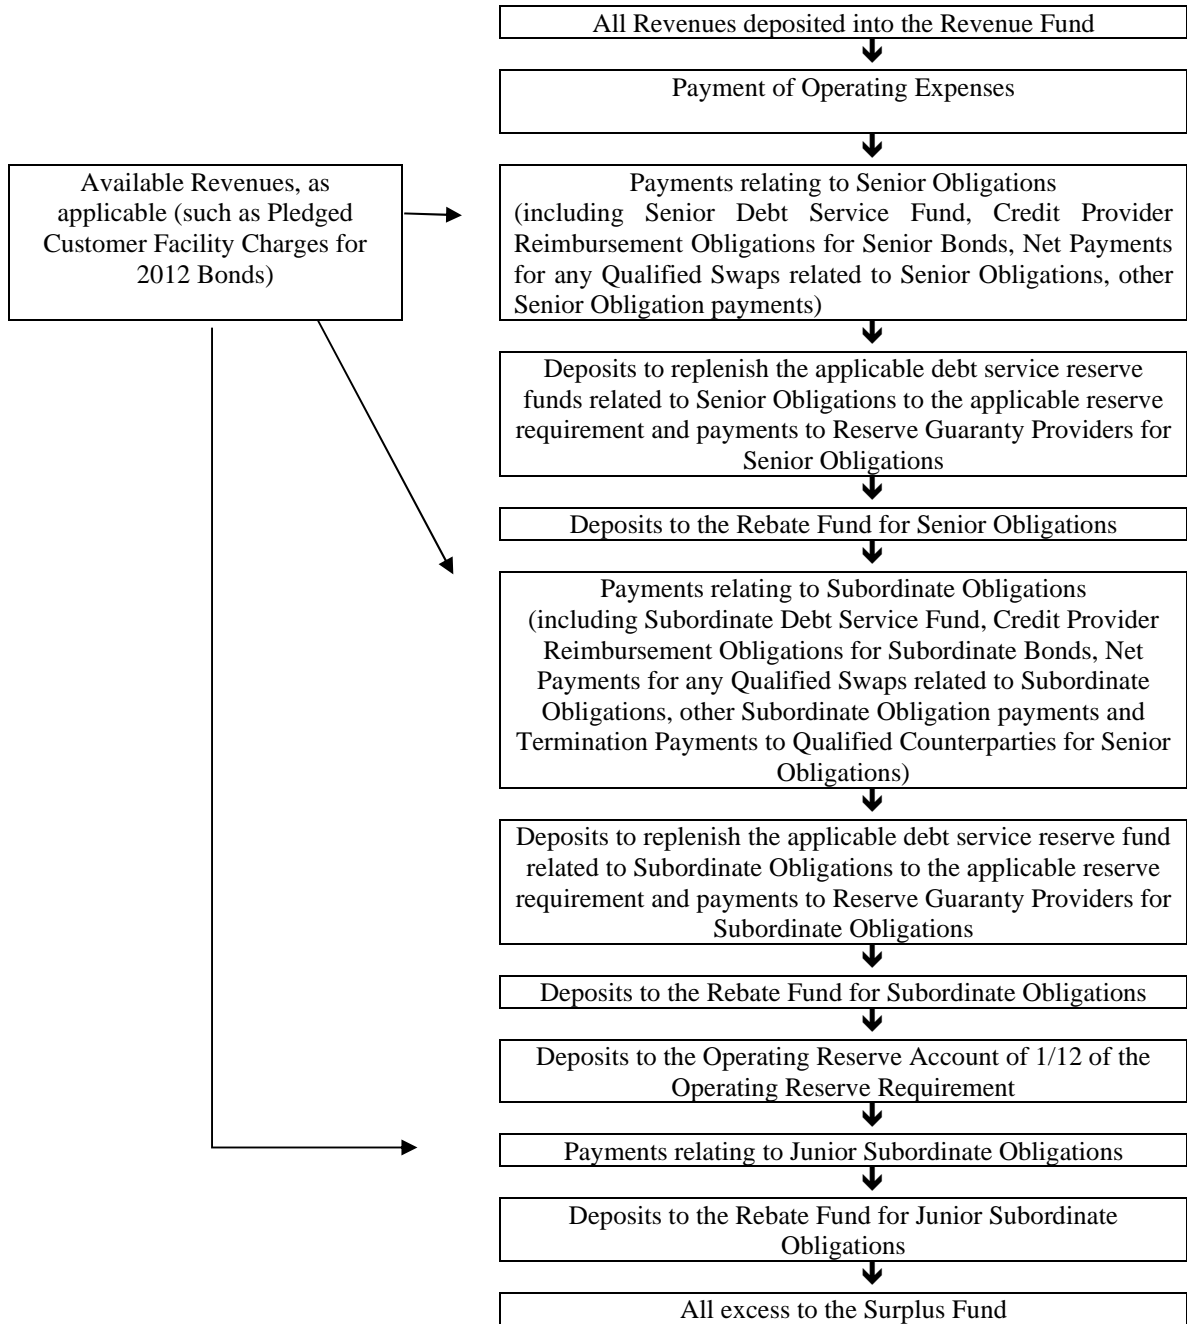 All Revenues deposited into the Revenue Fund
Payment of Operating Expenses
Available Revenues, as
applicable (such as Pledged
Customer Facility Charges for
2012 Bonds)
Payments relating to Senior Obligations
(including Senior Debt Service Fund, Credit Provider
Reimbursement Obligations for Senior Bonds, Net Payments
for any Qualified Swaps related to Senior Obligations, other
Senior Obligation payments)
Deposits to replenish the applicable debt service reserve
funds related to Senior Obligations to the applicable reserve
requirement and payments to Reserve Guaranty Providers for
Senior Obligations
Deposits to the Rebate Fund for Senior Obligations
Payments relating to Subordinate Obligations
(including Subordinate Debt Service Fund, Credit Provider
Reimbursement Obligations for Subordinate Bonds, Net
Payments for any Qualified Swaps related to Subordinate
Obligations, other Subordinate Obligation payments and
Termination Payments to Qualified Counterparties for Senior
Obligations)
Deposits to replenish the applicable debt service reserve fund
related to Subordinate Obligations to the applicable reserve
requirement and payments to Reserve Guaranty Providers for
Subordinate Obligations
Deposits to the Rebate Fund for Subordinate Obligations
Deposits to the Operating Reserve Account of 1/12 of the
Operating Reserve Requirement
Payments relating to Junior Subordinate Obligations
Deposits to the Rebate Fund for Junior Subordinate
Obligations
All excess to the Surplus Fund